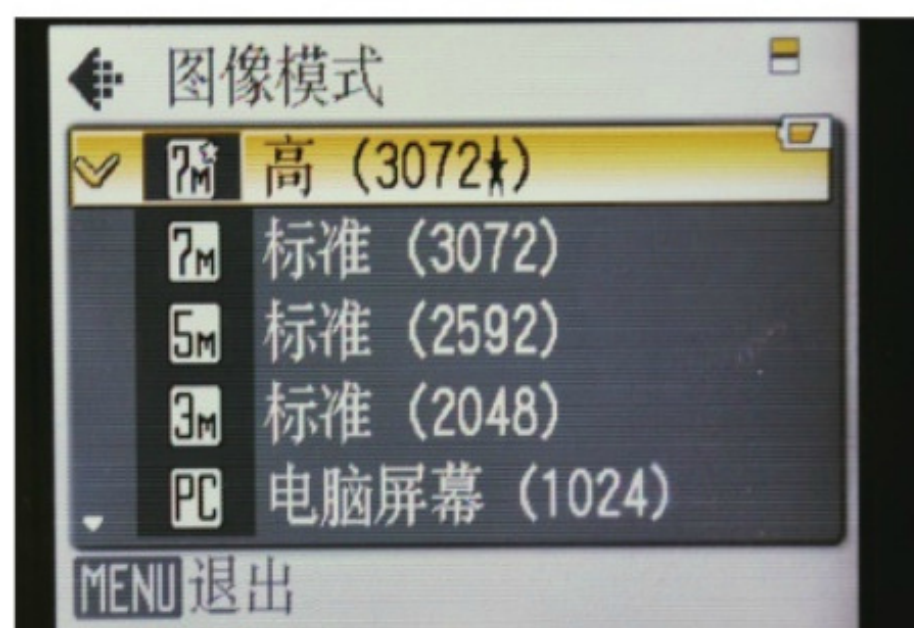 图像模式
7M 高 (3072★)
7M 标准 (3072)
5M 标准 (2592)
3M 标准 (2048)
PC 电脑屏幕 (1024)
MENU 退出